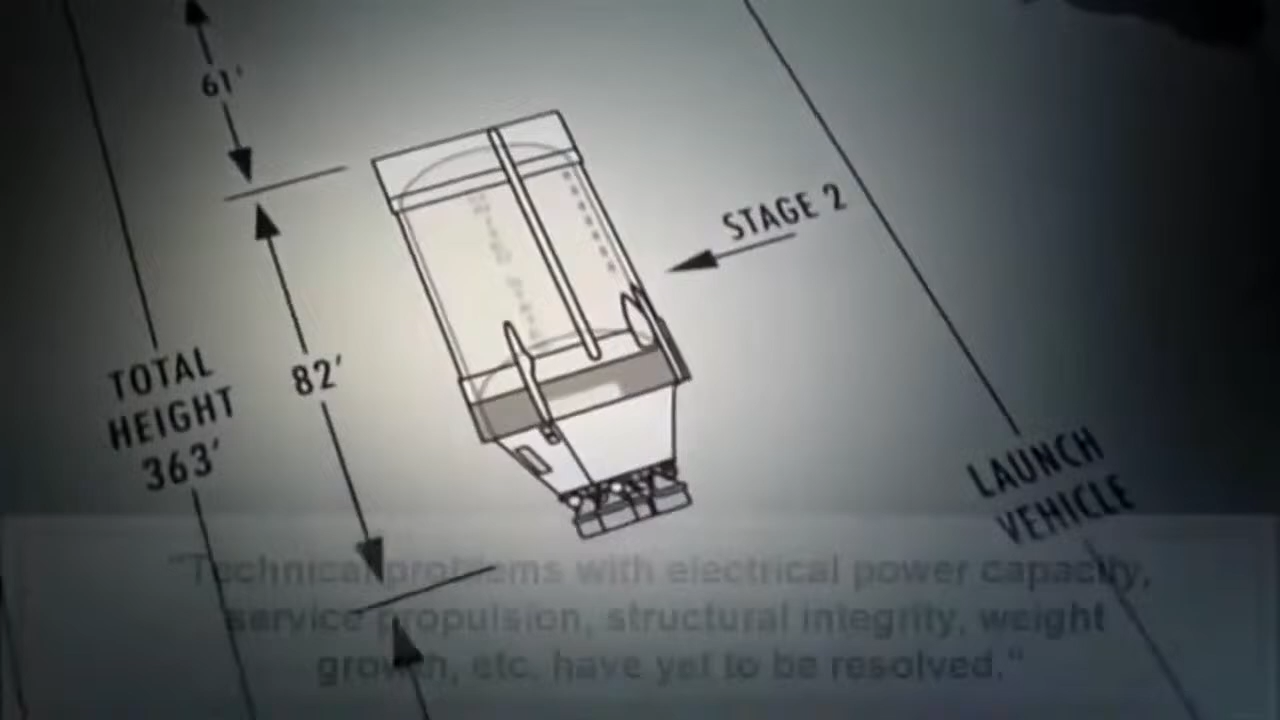 61'
STAGE 2
82'
TOTAL
HEIGHT
363'
LAUNCH
VEHICLE
"Technical problems with electrical power capacity,
service propulsion, structural integrity, weight
growth, etc. have yet to be resolved."